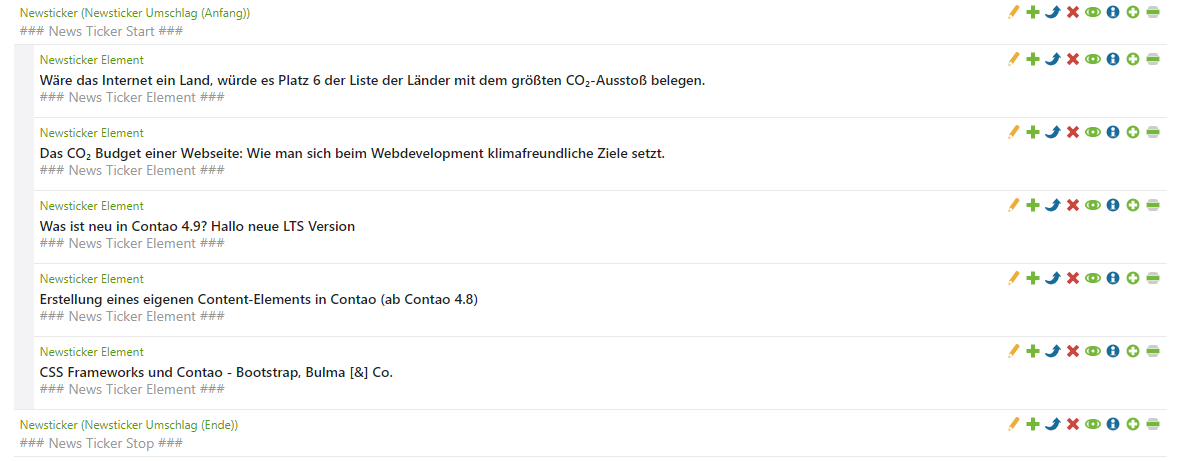 Newsticker (Newsticker Umschlag (Anfang))
### News Ticker Start ###
Newsticker Element
Wäre das Internet ein Land, würde es Platz 6 der Liste der Länder mit dem größten CO₂-Ausstoß belegen.
### News Ticker Element ###
Newsticker Element
Das CO₂ Budget einer Webseite: Wie man sich beim Webdevelopment klimafreundliche Ziele setzt.
### News Ticker Element ###
Newsticker Element
Was ist neu in Contao 4.9? Hallo neue LTS Version
### News Ticker Element ###
Newsticker Element
Erstellung eines eigenen Content-Elements in Contao (ab Contao 4.8)
### News Ticker Element ###
Newsticker Element
CSS Frameworks und Contao - Bootstrap, Bulma [&] Co.
### News Ticker Element ###
Newsticker (Newsticker Umschlag (Ende))
### News Ticker Stop ###